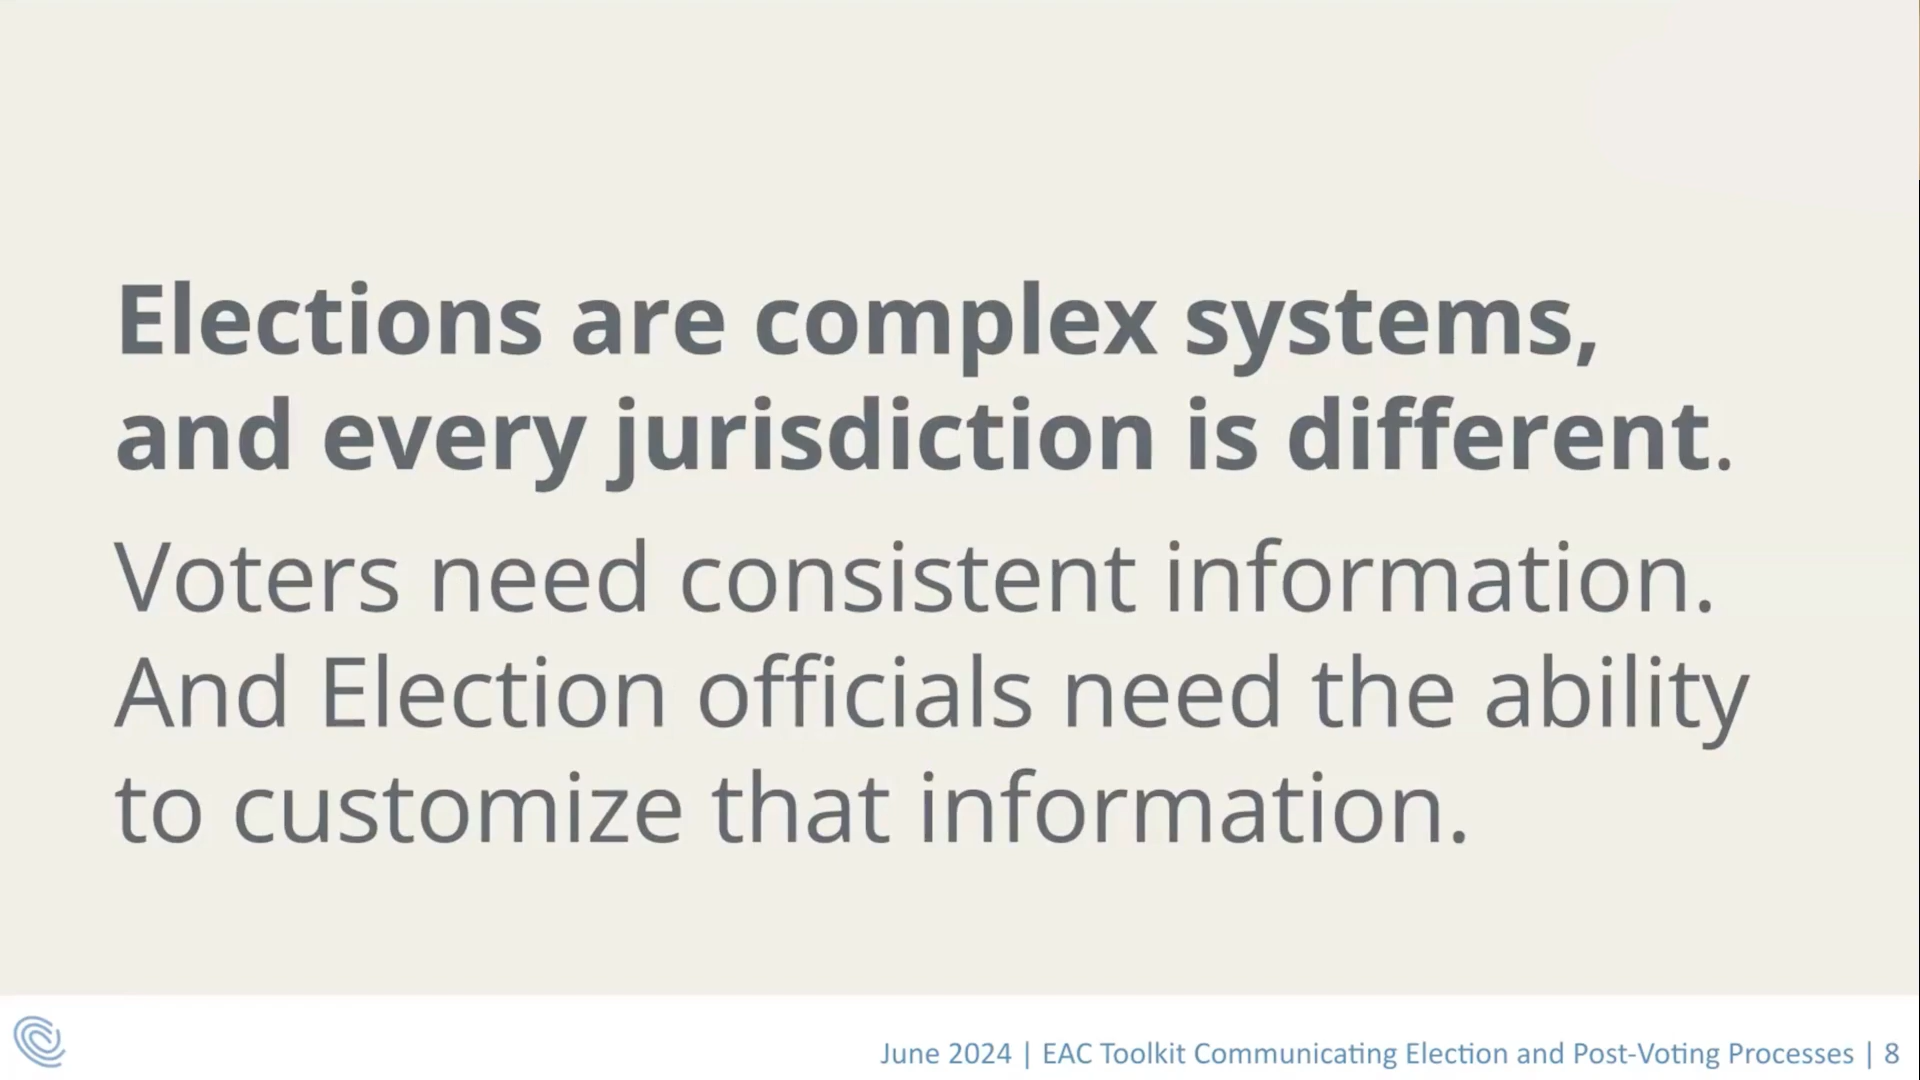 Elections are complex systems,
and every jurisdiction is different.
Voters need consistent information.
And Election officials need the ability
to customize that information.
June 2024 | EAC Toolkit Communicating Election and Post-Voting Processes | 8